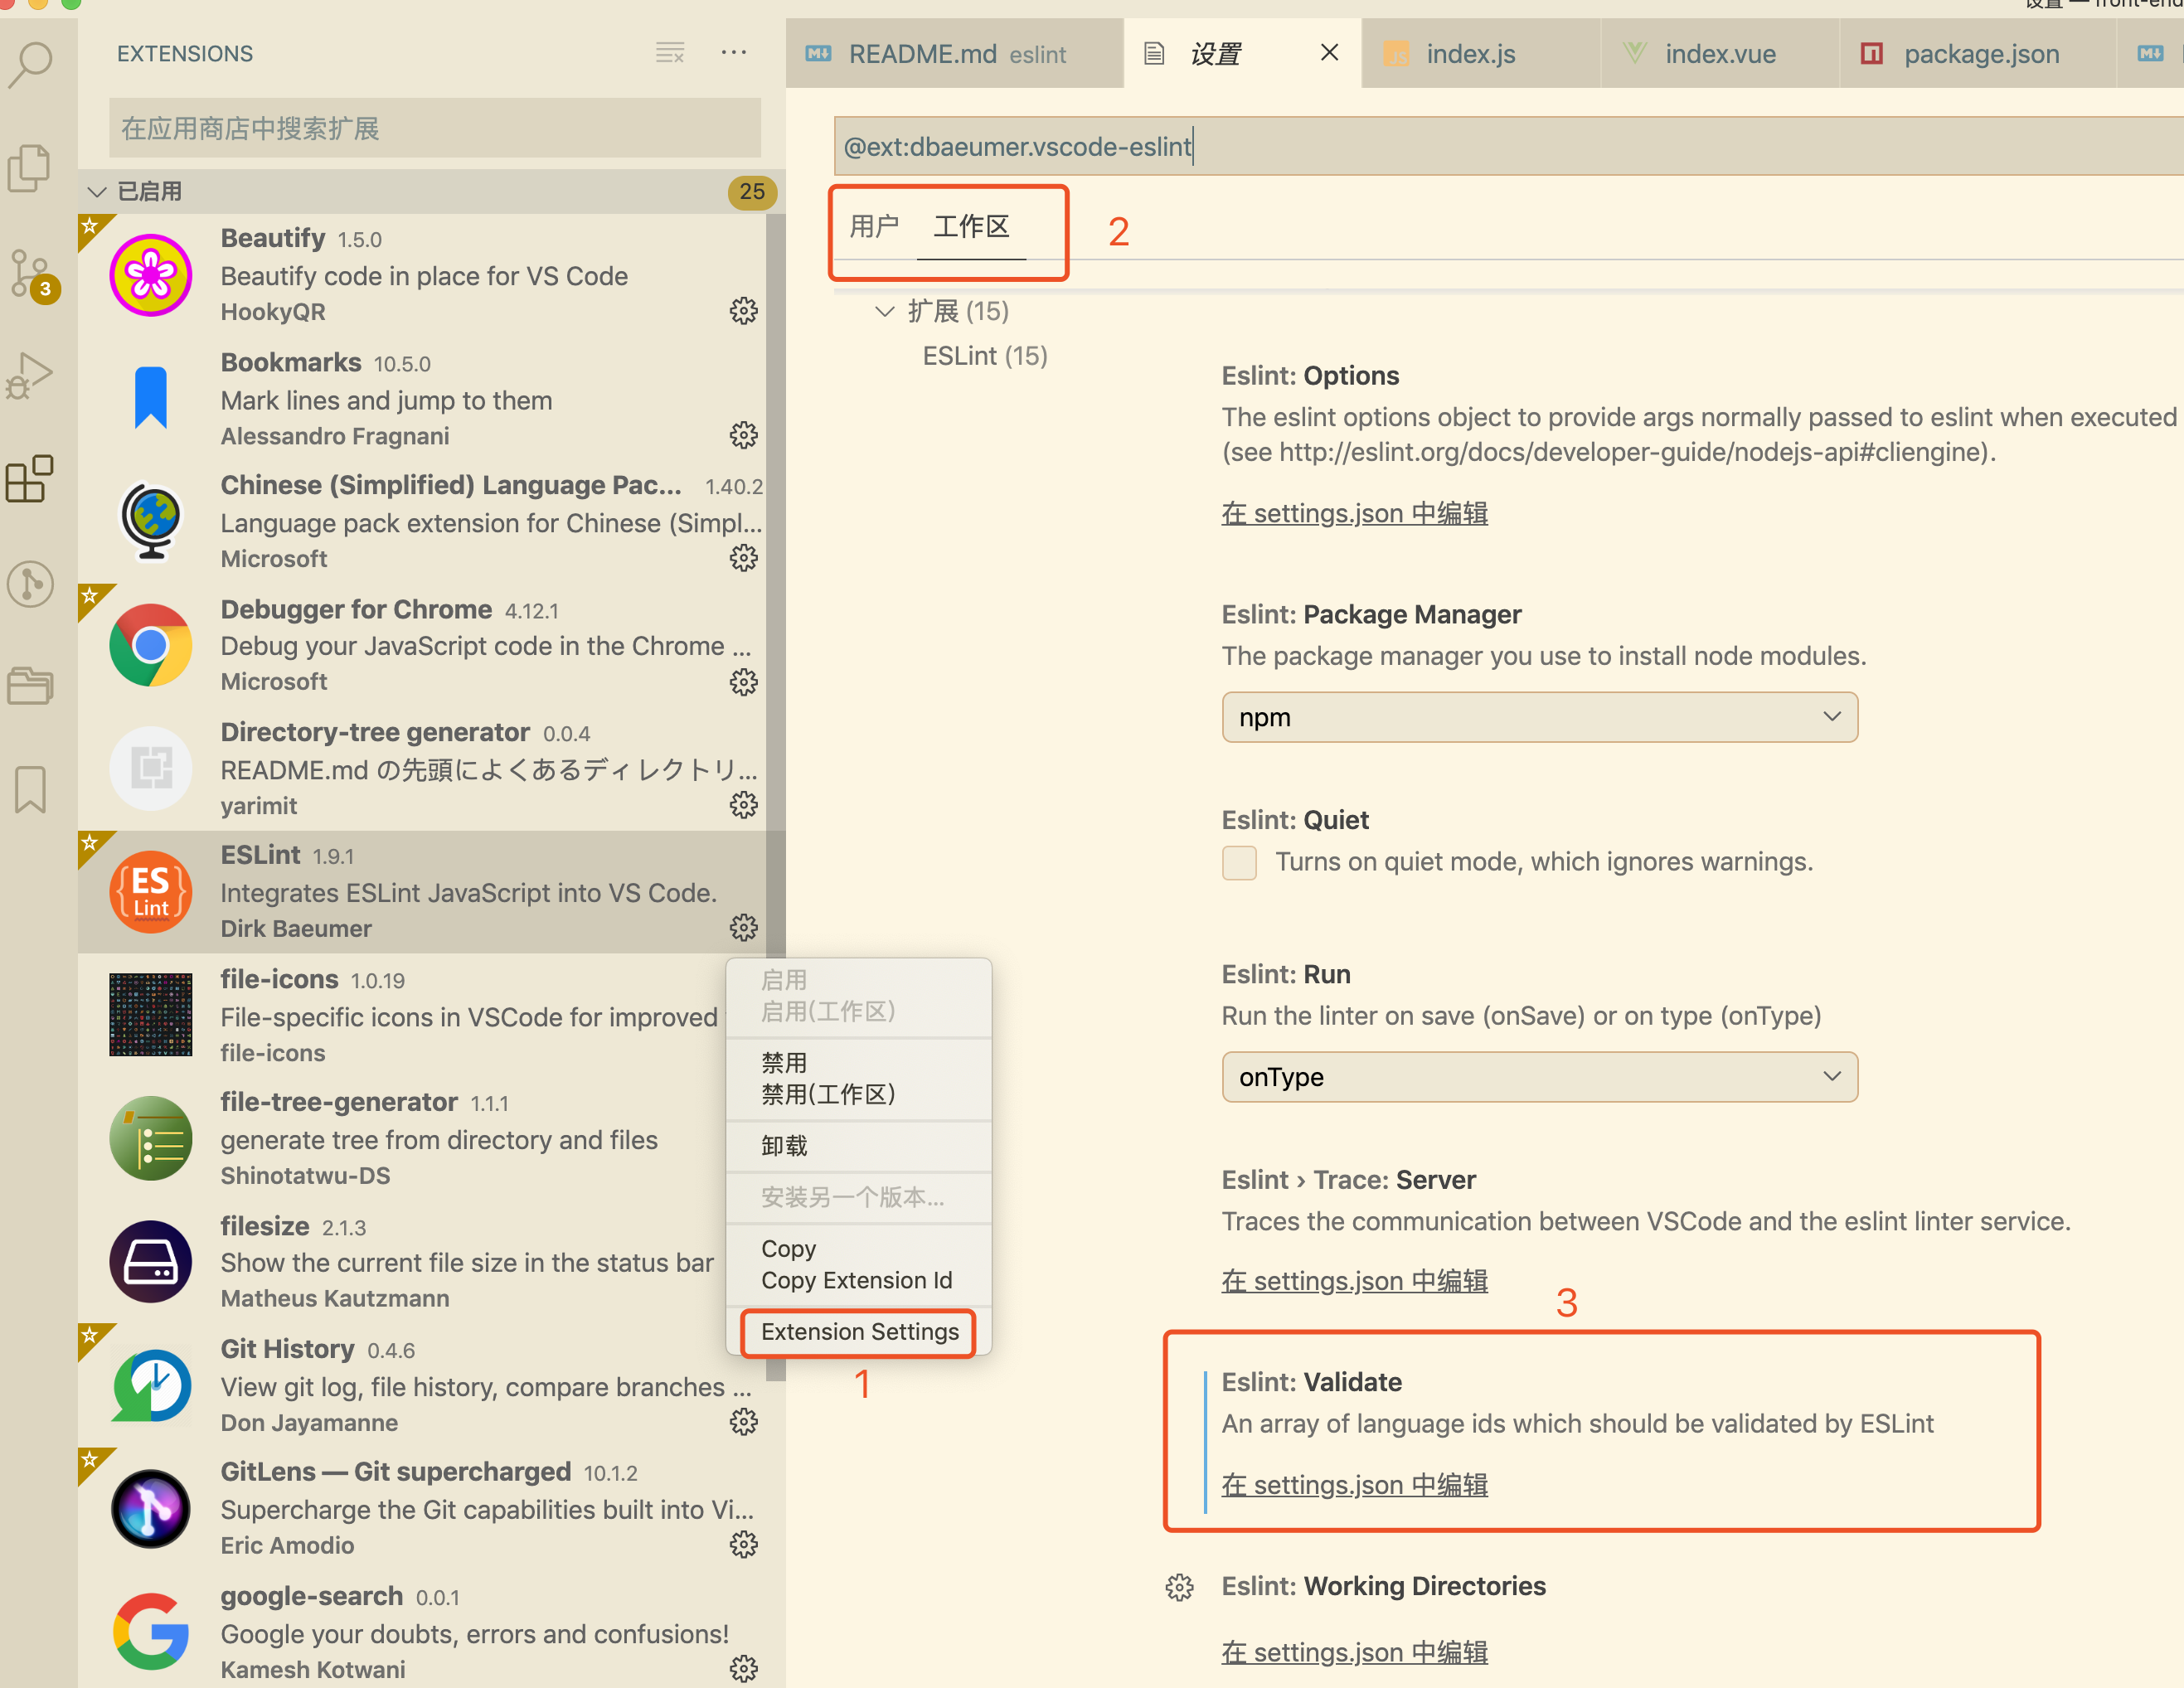 设置 — front-end
EXTENSIONS
在应用商店中搜索扩展
已启用 25
3
Beautify 1.5.0
Beautify code in place for VS Code
HookyQR
Bookmarks 10.5.0
Mark lines and jump to them
Alessandro Fragnani
Chinese (Simplified) Language Pac... 1.40.2
Language pack extension for Chinese (Simpl...
Microsoft
Debugger for Chrome 4.12.1
Debug your JavaScript code in the Chrome ...
Microsoft
Directory-tree generator 0.0.4
README.md の先頭によくあるディレクトリ...
yarimit
ES
Lint
ESLint 1.9.1
Integrates ESLint JavaScript into VS Code.
Dirk Baeumer
file-icons 1.0.19
File-specific icons in VSCode for improved
file-icons
file-tree-generator 1.1.1
generate tree from directory and files
Shinotatwu-DS
filesize 2.1.3
Show the current file size in the status bar
Matheus Kautzmann
Git History 0.4.6
View git log, file history, compare branches ...
Don Jayamanne
GitLens — Git supercharged 10.1.2
Supercharge the Git capabilities built into Vi...
Eric Amodio
google-search 0.0.1
Google your doubts, errors and confusions!
Kamesh Kotwani
启用
启用(工作区)
禁用
禁用(工作区)
卸载
安装另一个版本...
Copy
Copy Extension Id
Extension Settings
1
README.md eslint
设置
JS index.js
index.vue
package.json
@ext:dbaeumer.vscode-eslint
用户 工作区
2
扩展 (15)
ESLint (15)
Eslint: Options
The eslint options object to provide args normally passed to eslint when executed
(see http://eslint.org/docs/developer-guide/nodejs-api#cliengine).
在 settings.json 中编辑
Eslint: Package Manager
The package manager you use to install node modules.
npm
Eslint: Quiet
Turns on quiet mode, which ignores warnings.
Eslint: Run
Run the linter on save (onSave) or on type (onType)
onType
Eslint › Trace: Server
Traces the communication between VSCode and the eslint linter service.
在 settings.json 中编辑
3
Eslint: Validate
An array of language ids which should be validated by ESLint
在 settings.json 中编辑
Eslint: Working Directories
在 settings.json 中编辑